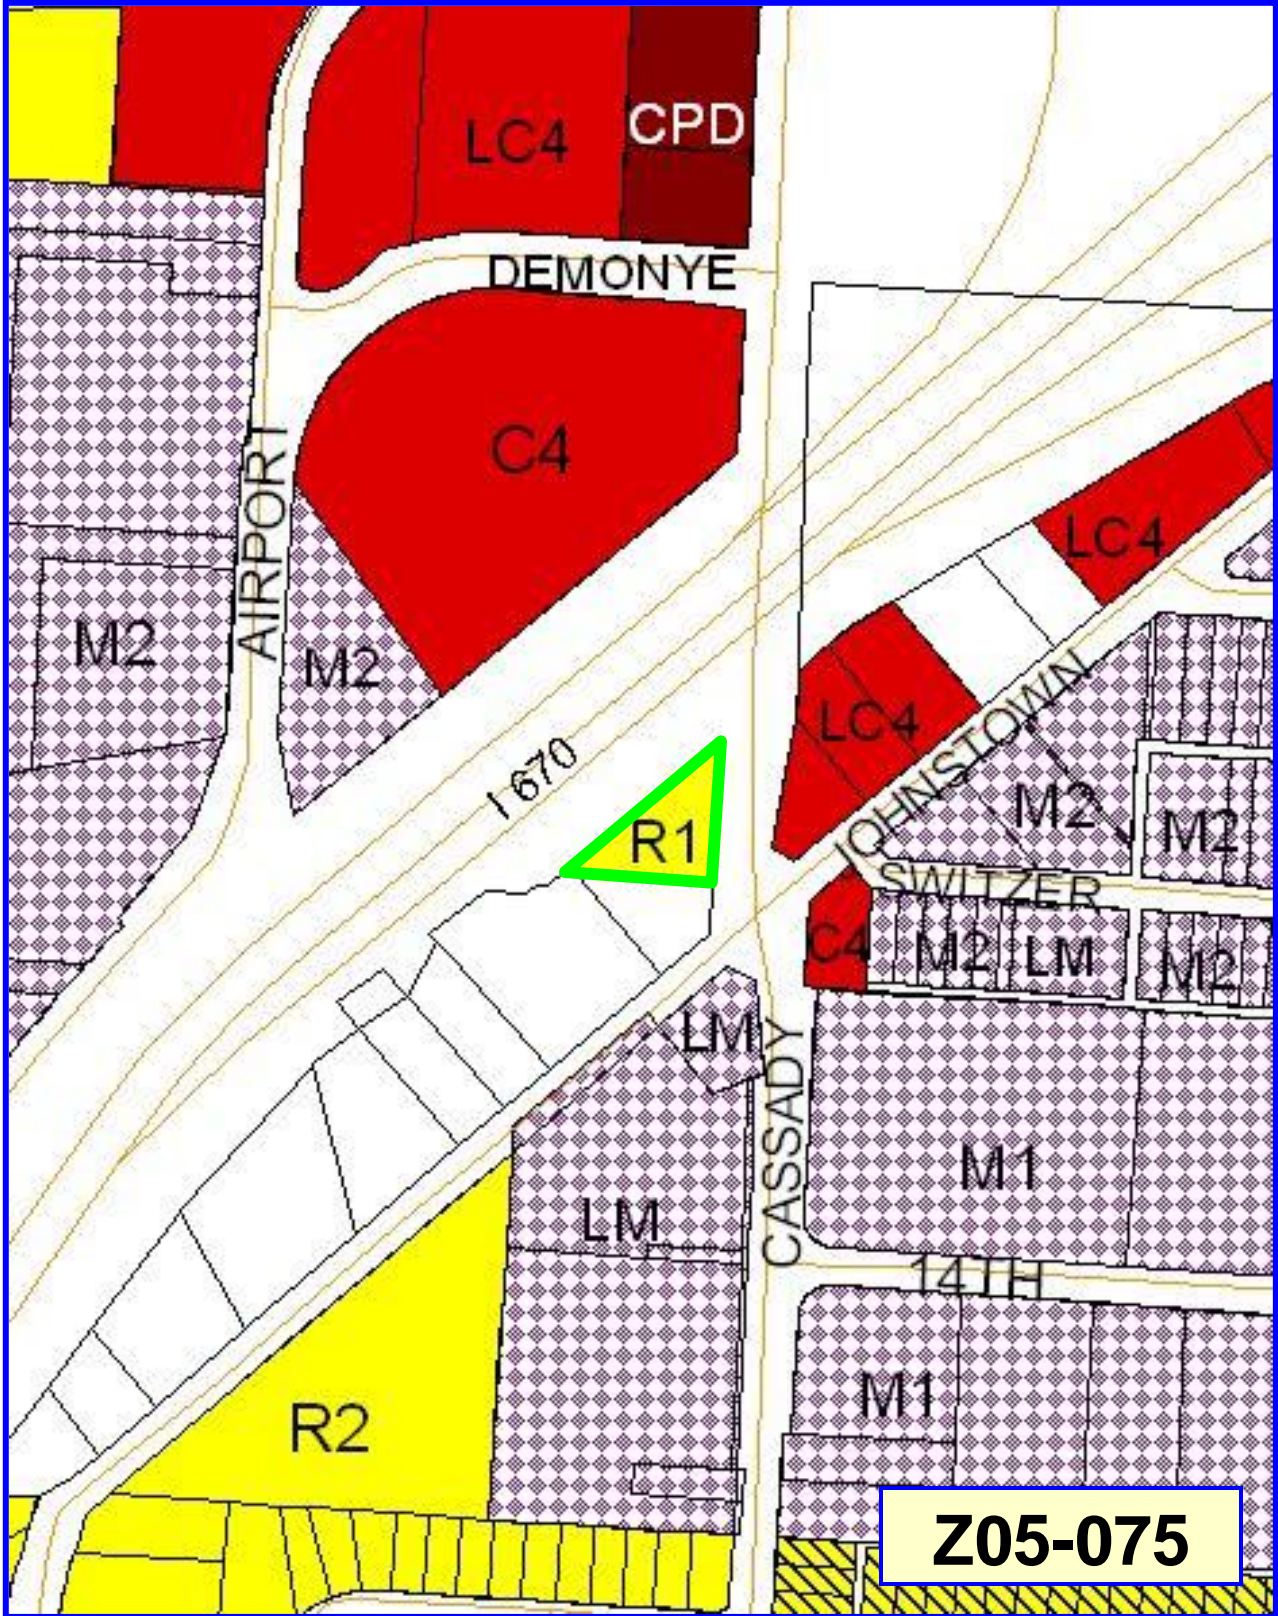 CPD
LC4
DEMONYE
C4
AIRPORT
LC4
M2
M2
LC4
I 670
JOHNSTOWN
M2
M2
R1
SWITZER
C4
M2
LM
M2
LM
CASSADY
M1
LM
14TH
M1
R2
Z05-075